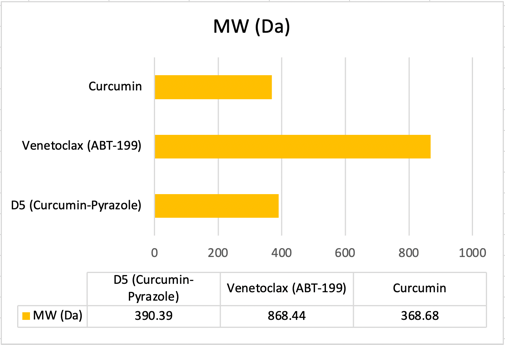 MW (Da)
Curcumin
Venetoclax (ABT-199)
D5 (Curcumin-Pyrazole)
0 200 400 600 800 1000
D5 (Curcumin-
Pyrazole) Venetoclax (ABT-199) Curcumin
MW (Da) 390.39 868.44 368.68